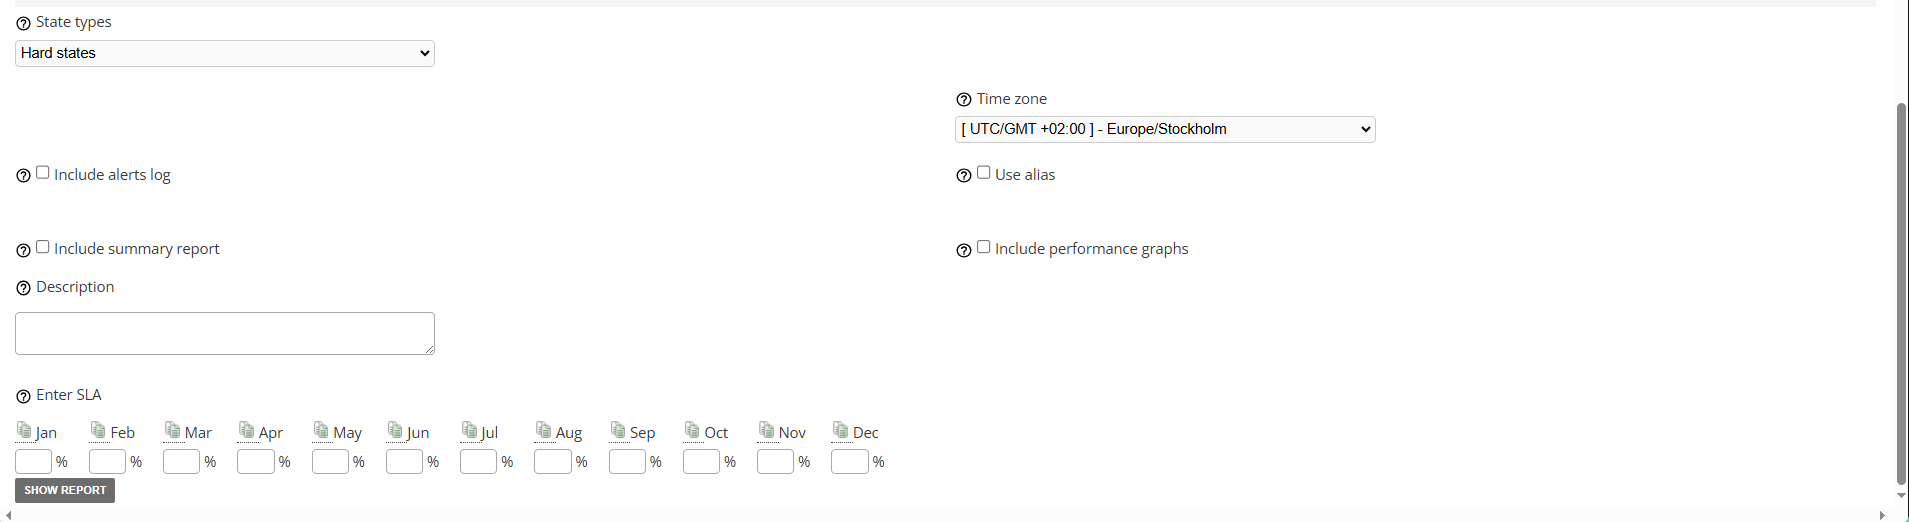 State types
Hard states
Time zone
[ UTC/GMT +02:00 ] - Europe/Stockholm
Include alerts log
Use alias
Include summary report
Include performance graphs
Description
Enter SLA
Jan Feb Mar Apr May Jun Jul Aug Sep Oct Nov Dec
% % % % % % % % % % % %
SHOW REPORT